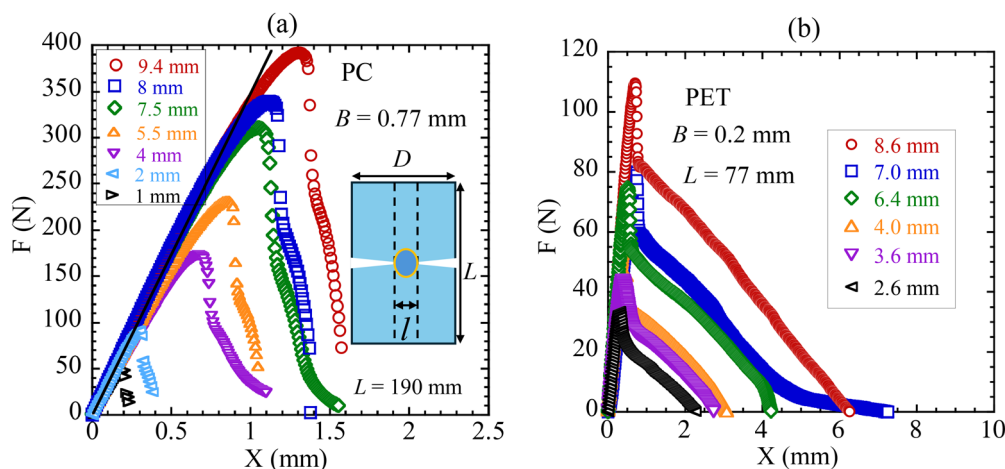 (a)
400
350
300
250
200
150
100
50
0
F (N)
9.4 mm
8 mm
7.5 mm
5.5 mm
4 mm
2 mm
1 mm
PC
B = 0.77 mm
D
L
l
L = 190 mm
0 0.5 1 1.5 2 2.5
X (mm)
(b)
120
100
80
60
40
20
0
F (N)
PET
B = 0.2 mm
L = 77 mm
8.6 mm
7.0 mm
6.4 mm
4.0 mm
3.6 mm
2.6 mm
0 2 4 6 8 10
X (mm)